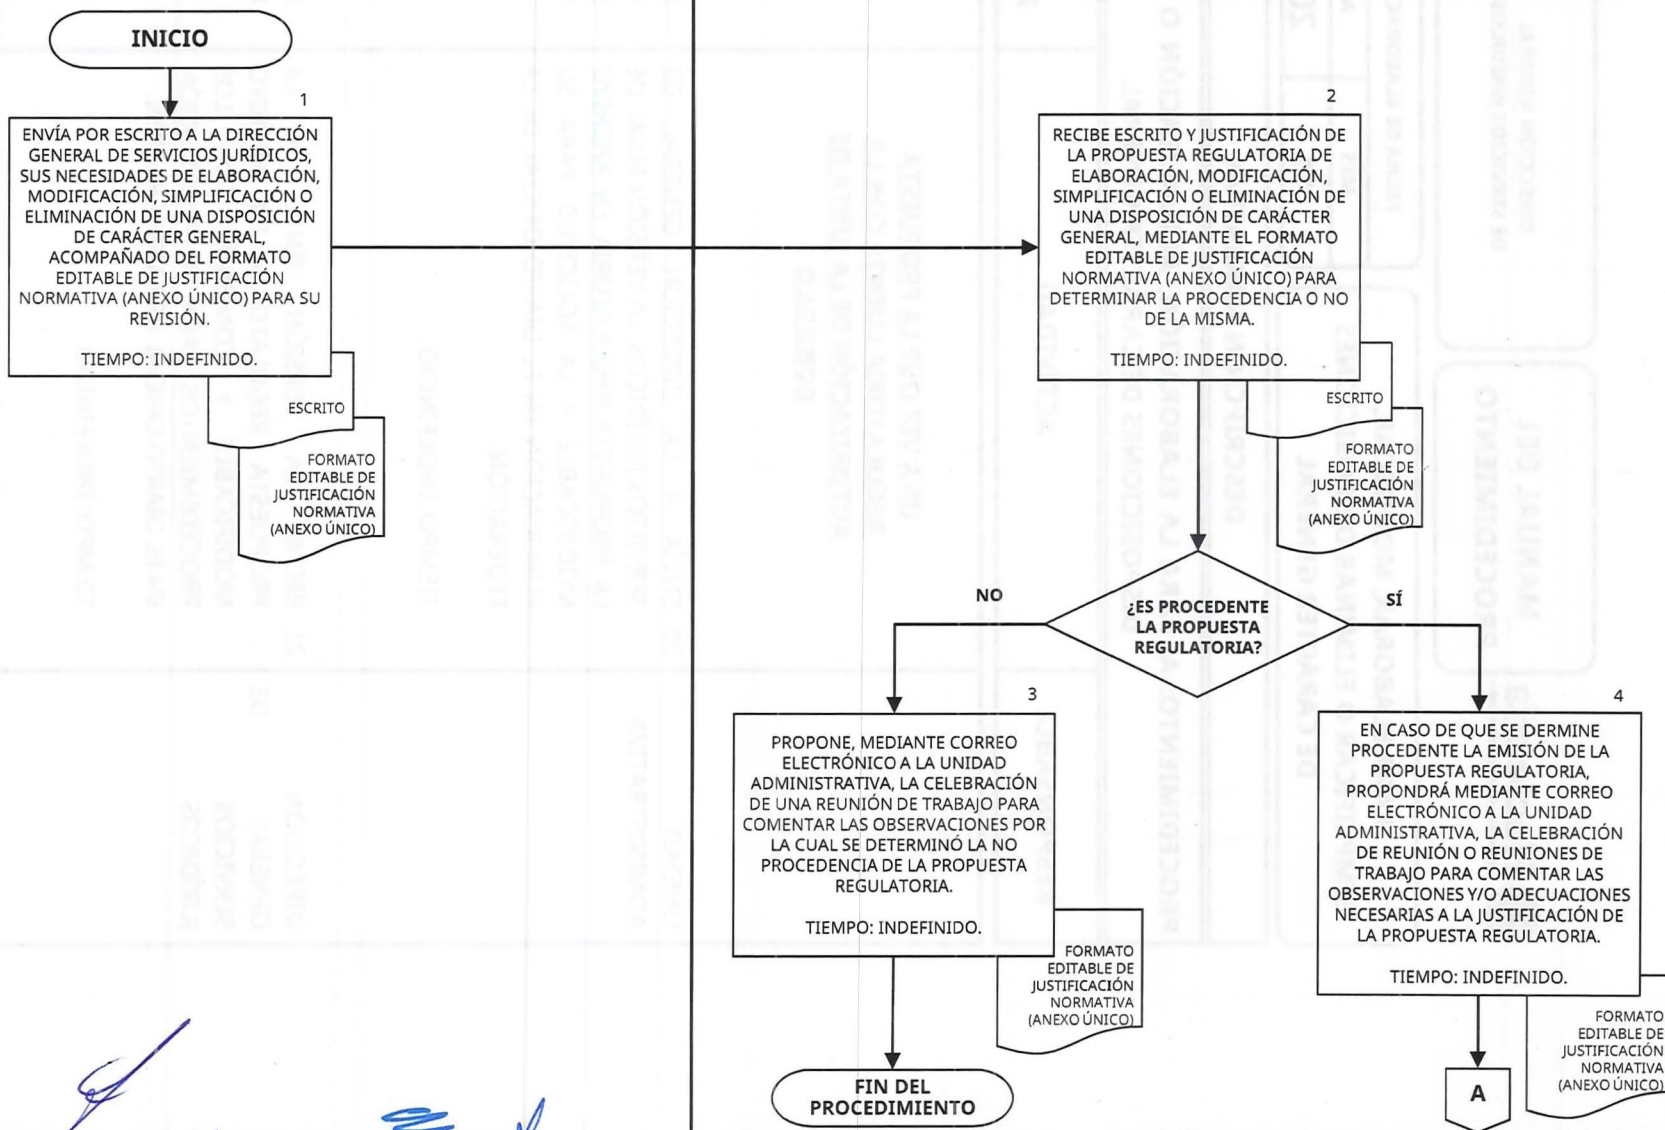 INICIO
1
ENVÍA POR ESCRITO A LA DIRECCIÓN
GENERAL DE SERVICIOS JURÍDICOS,
SUS NECESIDADES DE ELABORACIÓN,
MODIFICACIÓN, SIMPLIFICACIÓN O
ELIMINACIÓN DE UNA DISPOSICIÓN
DE CARÁCTER GENERAL,
ACOMPAÑADO DEL FORMATO
EDITABLE DE JUSTIFICACIÓN
NORMATIVA (ANEXO ÚNICO) PARA SU
REVISIÓN.
TIEMPO: INDEFINIDO.
ESCRITO
FORMATO
EDITABLE DE
JUSTIFICACIÓN
NORMATIVA
(ANEXO ÚNICO)
2
RECIBE ESCRITO Y JUSTIFICACIÓN DE
LA PROPUESTA REGULATORIA DE
ELABORACIÓN, MODIFICACIÓN,
SIMPLIFICACIÓN O ELIMINACIÓN DE
UNA DISPOSICIÓN DE CARÁCTER
GENERAL, MEDIANTE EL FORMATO
EDITABLE DE JUSTIFICACIÓN
NORMATIVA (ANEXO ÚNICO) PARA
DETERMINAR LA PROCEDENCIA O NO
DE LA MISMA.
TIEMPO: INDEFINIDO.
ESCRITO
FORMATO
EDITABLE DE
JUSTIFICACIÓN
NORMATIVA
(ANEXO ÚNICO)
¿ES PROCEDENTE
LA PROPUESTA
REGULATORIA?
NO
SÍ
3
PROPONE, MEDIANTE CORREO
ELECTRÓNICO A LA UNIDAD
ADMINISTRATIVA, LA CELEBRACIÓN
DE UNA REUNIÓN DE TRABAJO PARA
COMENTAR LAS OBSERVACIONES POR
LA CUAL SE DETERMINÓ LA NO
PROCEDENCIA DE LA PROPUESTA
REGULATORIA.
TIEMPO: INDEFINIDO.
FORMATO
EDITABLE DE
JUSTIFICACIÓN
NORMATIVA
(ANEXO ÚNICO)
FIN DEL
PROCEDIMIENTO
4
EN CASO DE QUE SE DERMINE
PROCEDENTE LA EMISIÓN DE LA
PROPUESTA REGULATORIA,
PROPONDRÁ MEDIANTE CORREO
ELECTRÓNICO A LA UNIDAD
ADMINISTRATIVA, LA CELEBRACIÓN
DE REUNIÓN O REUNIONES DE
TRABAJO PARA COMENTAR LAS
OBSERVACIONES Y/O ADECUACIONES
NECESARIAS A LA JUSTIFICACIÓN DE
LA PROPUESTA REGULATORIA.
TIEMPO: INDEFINIDO.
FORMATO
EDITABLE DE
JUSTIFICACIÓN
NORMATIVA
(ANEXO ÚNICO)
A